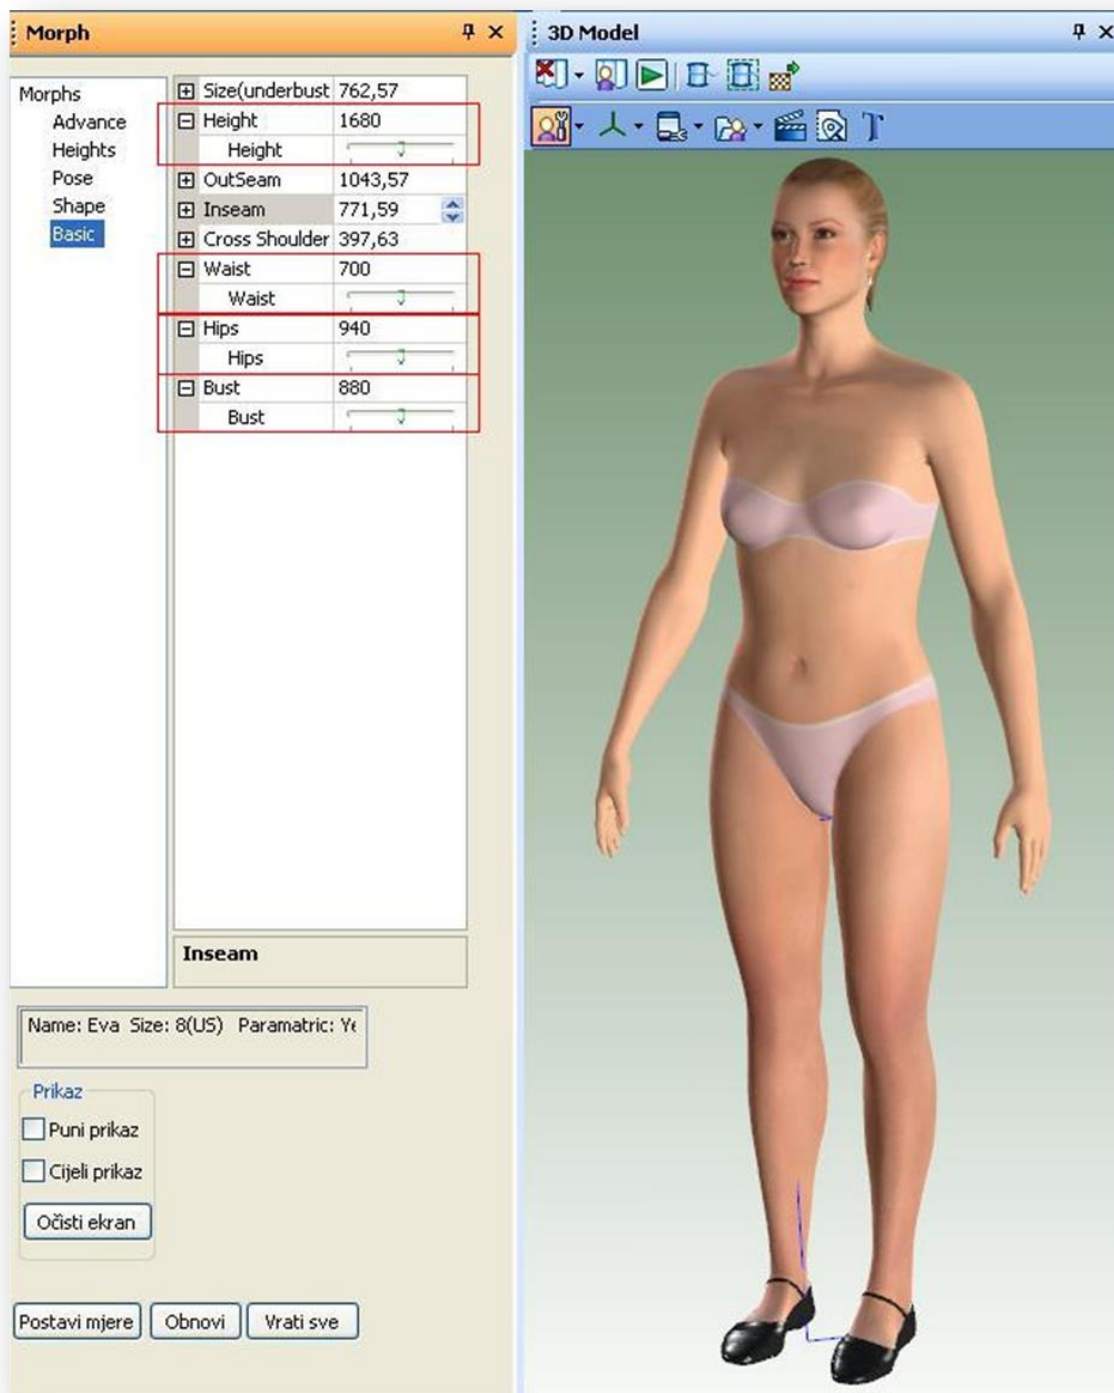 Morph
3D Model
Morphs
Advance
Heights
Pose
Shape
Basic
Size(underbust 762,57
Height 1680
Height
OutSeam 1043,57
Inseam 771,59
Cross Shoulder 397,63
Waist 700
Waist
Hips 940
Hips
Bust 880
Bust
Inseam
Name: Eva Size: 8(US) Paramatric: Ye
Prikaz
Puni prikaz
Cijeli prikaz
Očisti ekran
Postavi mjere Obnovi Vrati sve